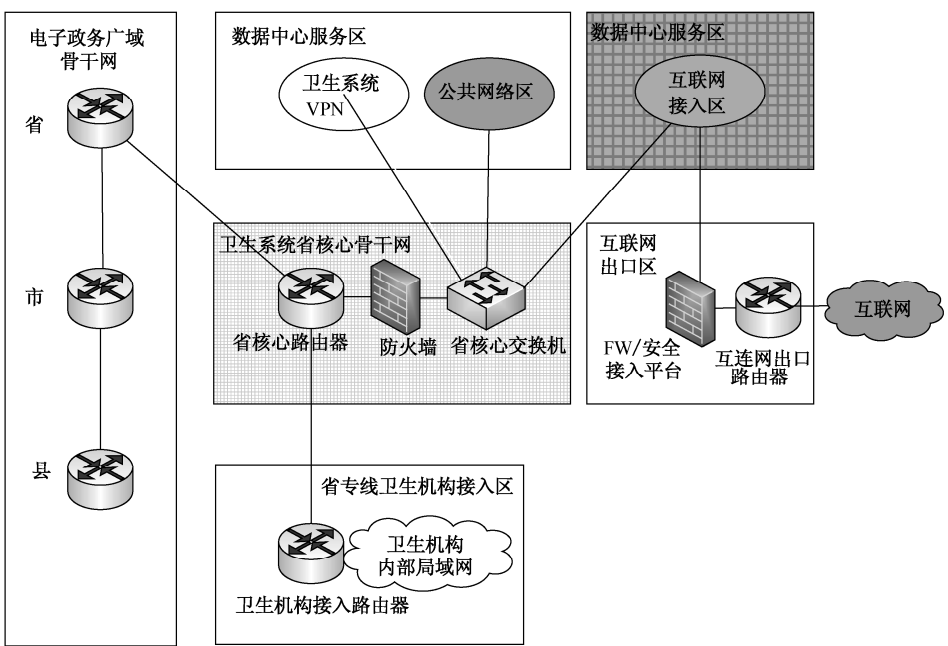 电子政务广域
骨干网
省
市
县
数据中心服务区
卫生系统
VPN
公共网络区
数据中心服务区
互联网
接入区
卫生系统省核心骨干网
省核心路由器
防火墙
省核心交换机
互联网
出口区
FW/安全
接入平台
互连网出口
路由器
互联网
省专线卫生机构接入区
卫生机构
内部局域网
卫生机构接入路由器